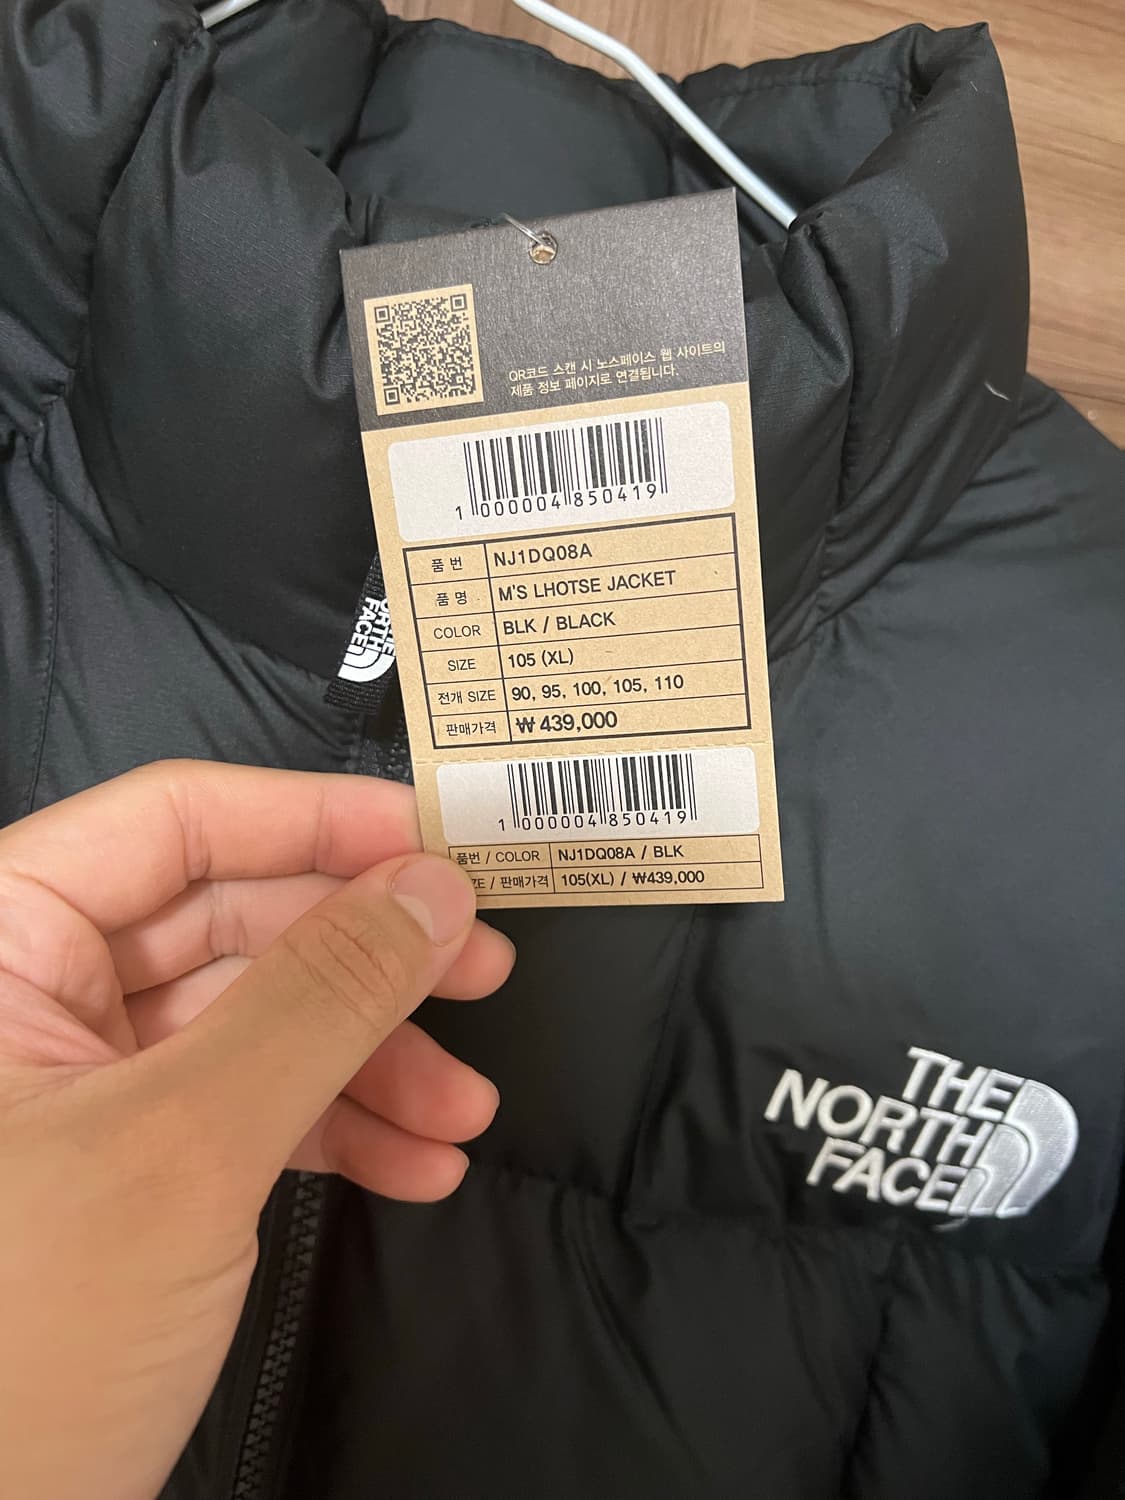 QR코드 스캔 시 노스페이스 웹 사이트의
제품 정보 페이지로 연결됩니다.
1 000004 850419
품 번 NJ1DQ08A
품 명 M'S LHOTSE JACKET
COLOR BLK / BLACK
SIZE 105 (XL)
전개 SIZE 90, 95, 100, 105, 110
판매가격 ₩ 439,000
1 000004 850419
품번 / COLOR NJ1DQ08A / BLK
/ 판매가격 105(XL) / ₩439,000
FACE
THE
NORTH
FACE